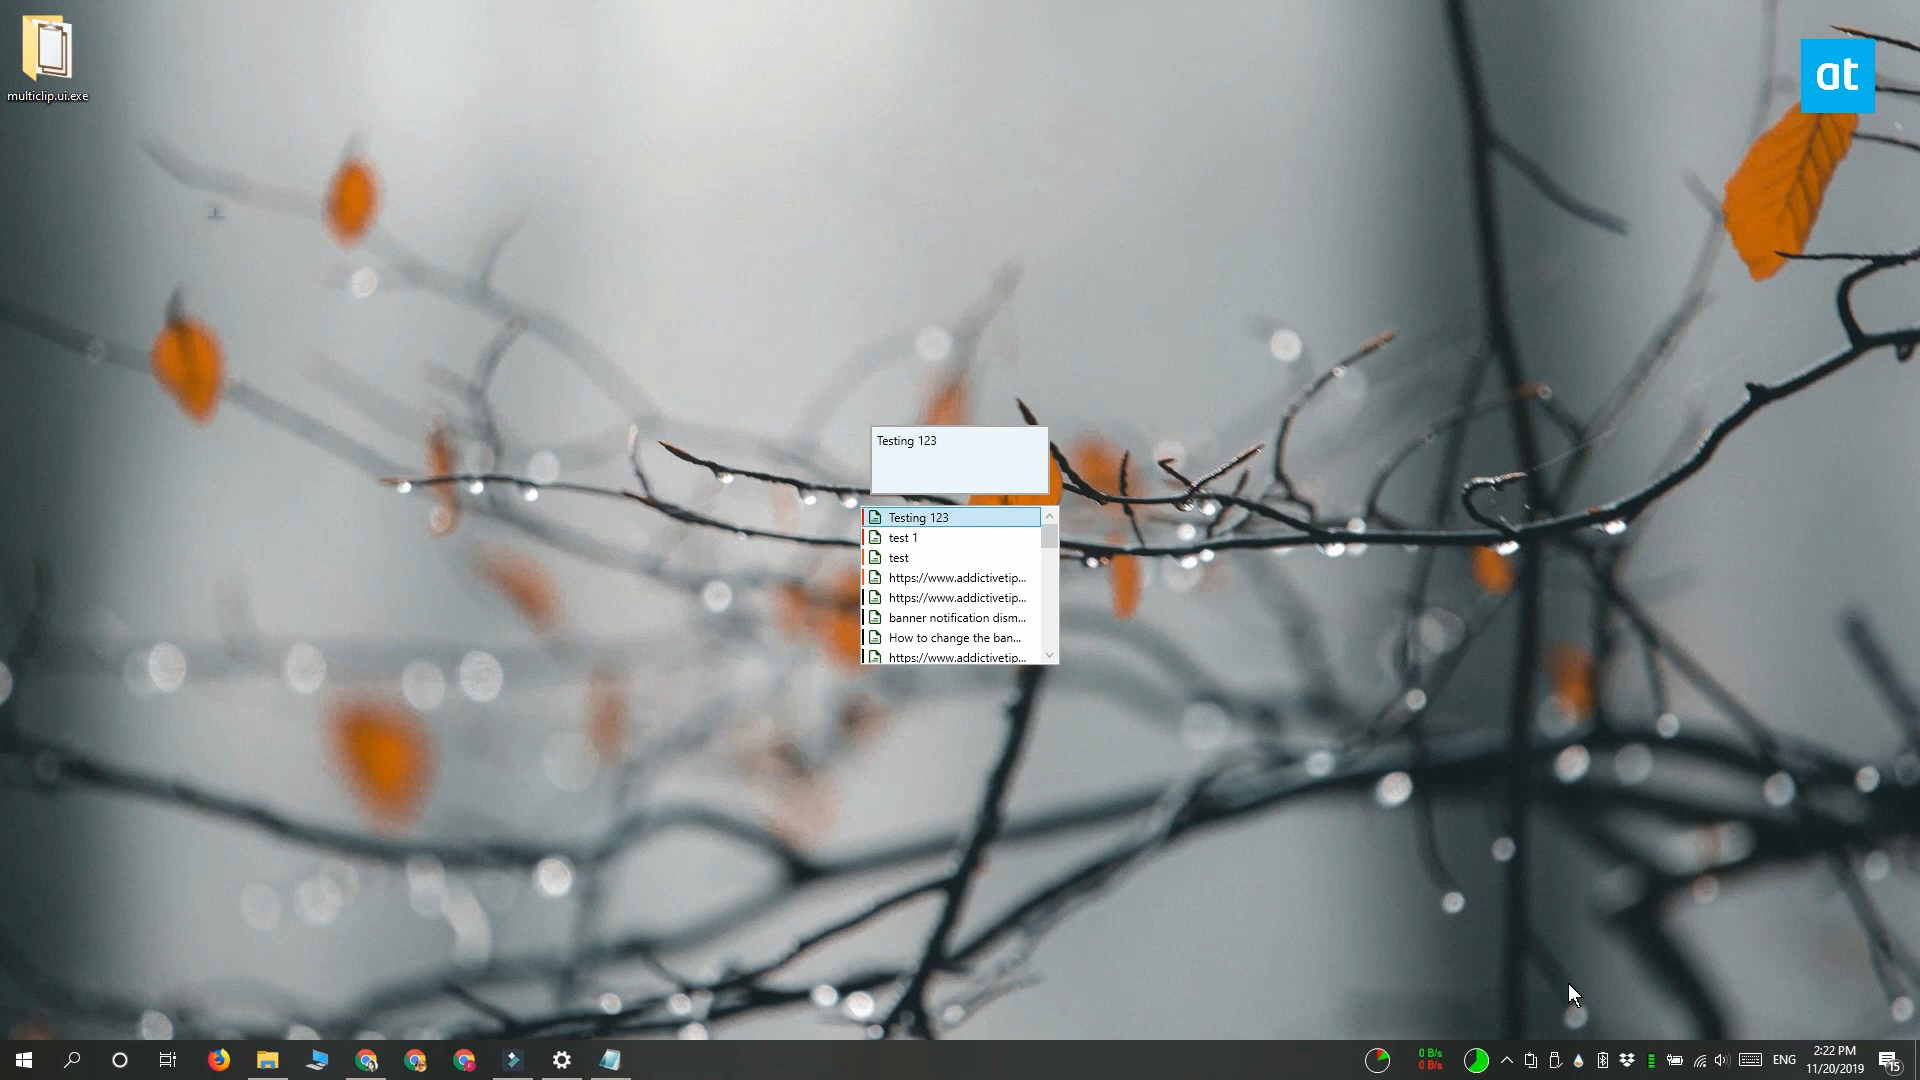 multiclip.ui.exe
at
Testing 123
Testing 123
test 1
test
https://www.addictivetip...
https://www.addictivetip...
banner notification dism...
How to change the ban...
https://www.addictivetip...
0 B/s
0 B/s
ENG
2:22 PM
11/20/2019
15